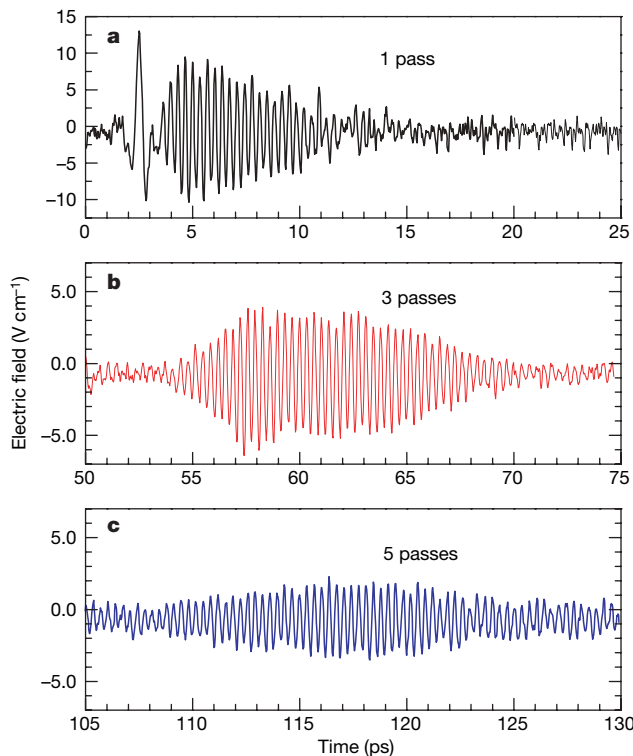 a
1 pass
15
10
5
0
−5
−10
0 5 10 15 20 25
b
3 passes
5.0
0.0
−5.0
50 55 60 65 70 75
Electric field (V cm⁻¹)
c
5 passes
5.0
0.0
−5.0
105 110 115 120 125 130
Time (ps)